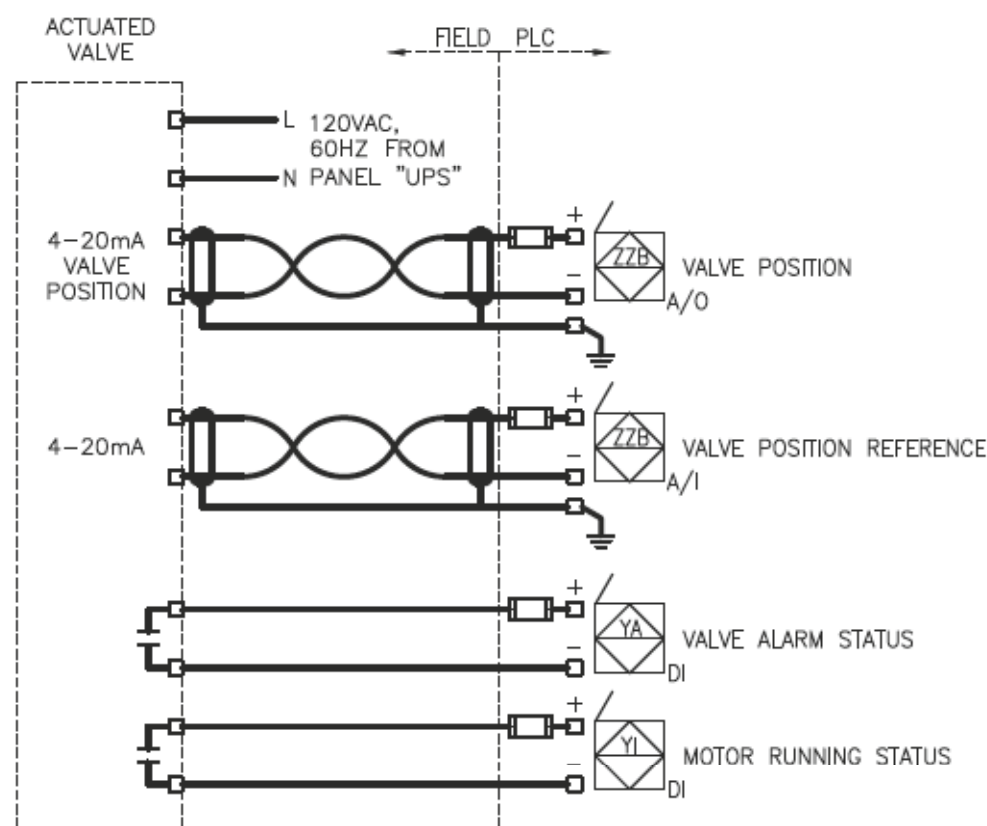 ACTUATED
VALVE
FIELD PLC
L 120VAC,
60HZ FROM
N PANEL "UPS"
4-20mA
VALVE
POSITION
+
ZZB
VALVE POSITION
-
A/O
4-20mA
+
ZZB
VALVE POSITION REFERENCE
-
A/I
+
YA
VALVE ALARM STATUS
-
DI
+
YI
MOTOR RUNNING STATUS
-
DI